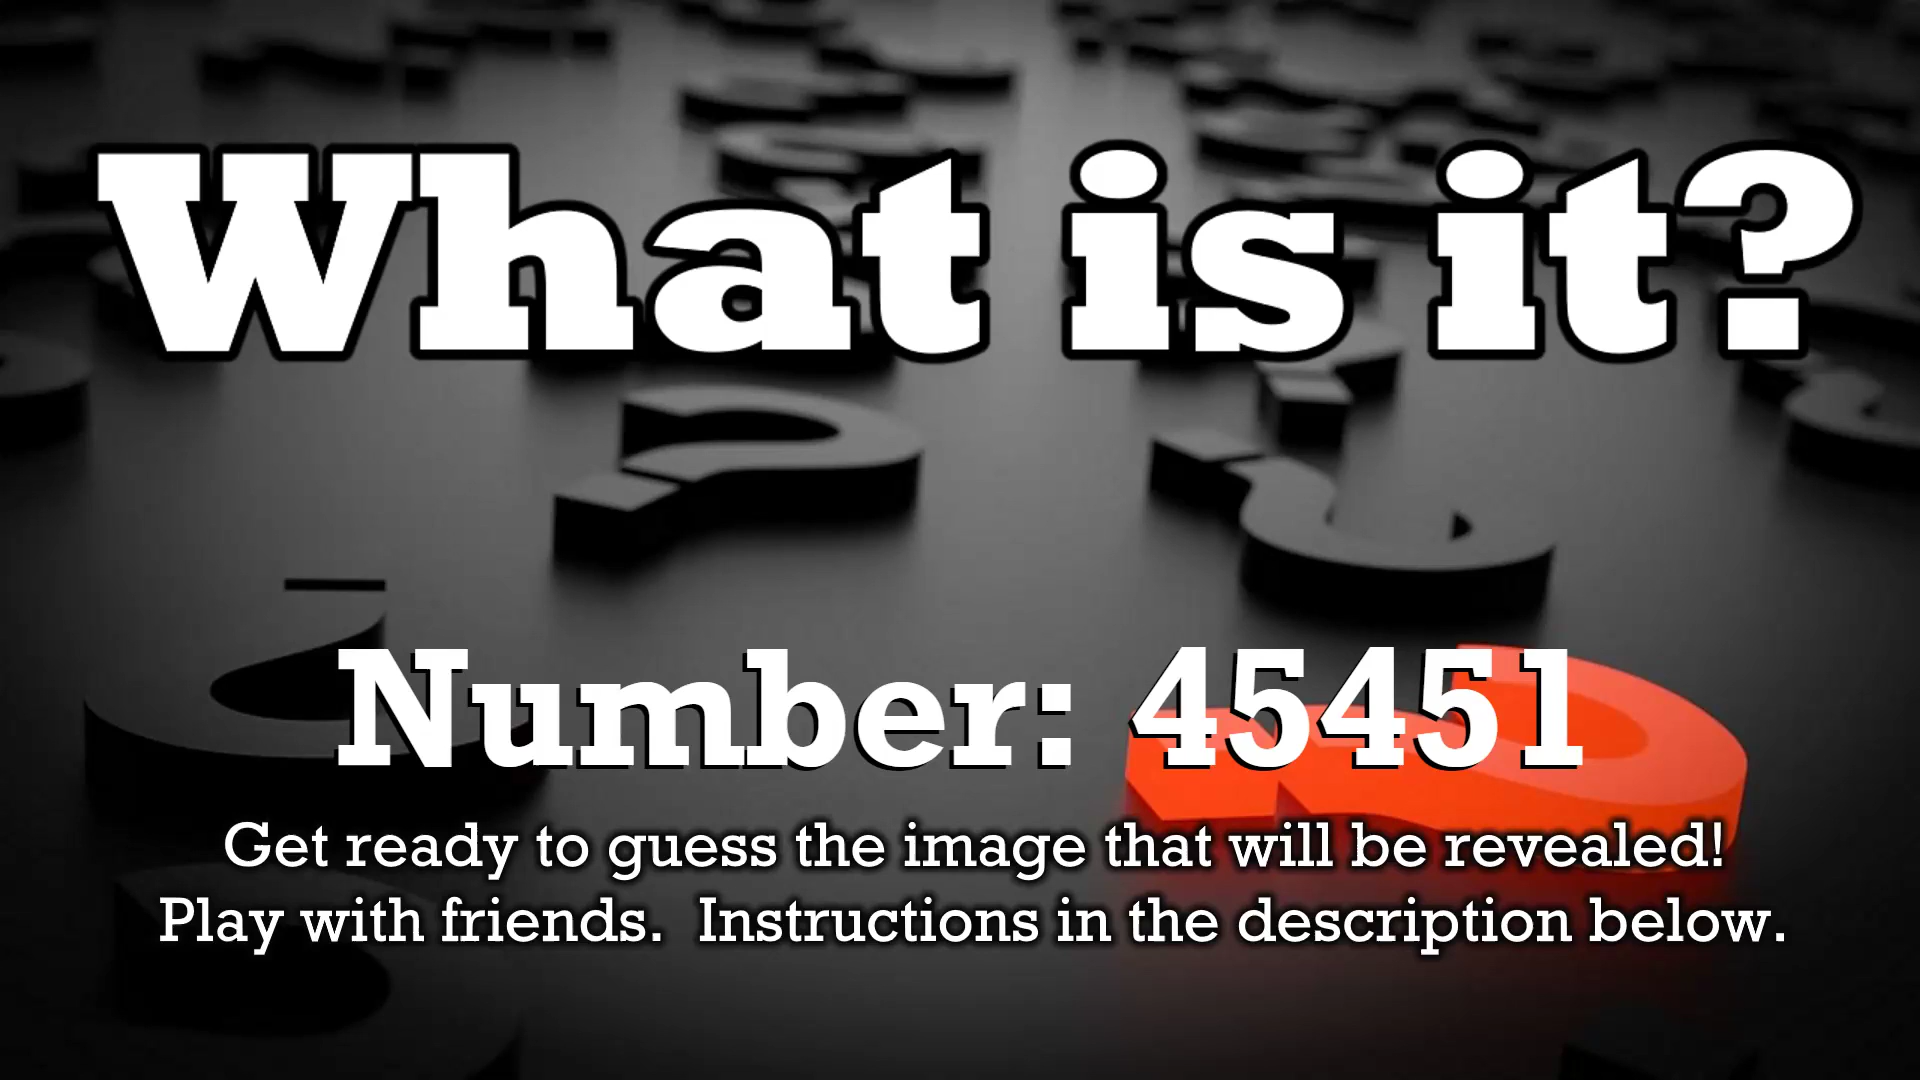 What is it?
Number: 45451
Get ready to guess the image that will be revealed!
Play with friends.  Instructions in the description below.